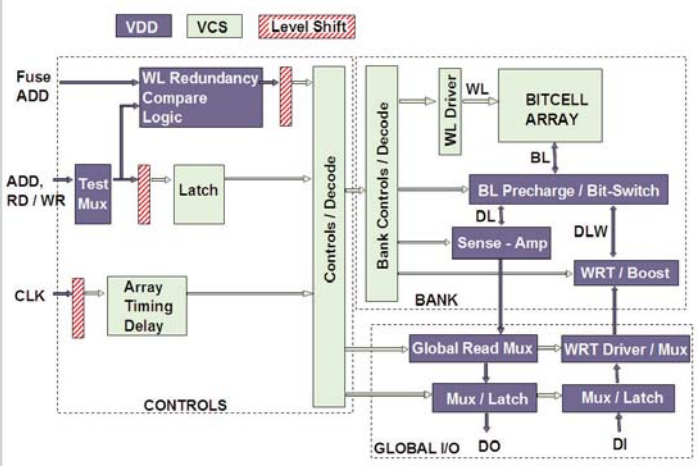 VDD
VCS
Level Shift
Fuse
ADD
WL Redundancy
Compare
Logic
ADD,
RD / WR
Test
Mux
Latch
CLK
Array
Timing
Delay
CONTROLS
Controls / Decode
Bank Controls / Decode
WL Driver
WL
BITCELL
ARRAY
BL
BL Precharge / Bit-Switch
DL
DLW
Sense - Amp
WRT / Boost
BANK
Global Read Mux
WRT Driver / Mux
Mux / Latch
Mux / Latch
GLOBAL I/O
DO
DI